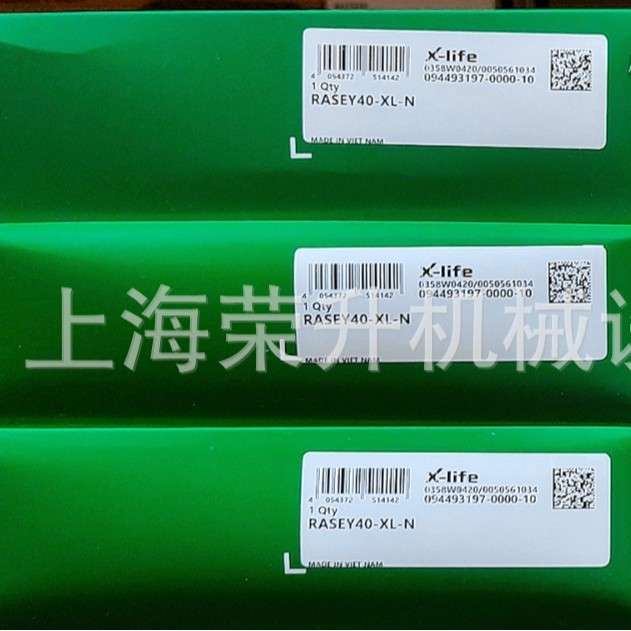 X-life
0358W0420/0050561034
094493197-0000-10
4 054372 514142
1 Qty
RASEY40-XL-N
MADE IN VIET NAM
X-life
0358W0420/0050561034
094493197-0000-10
4 054372 514142
1 Qty
RASEY40-XL-N
MADE IN VIET NAM
上海荣升机械设
X-life
0358W0420/0050561034
094493197-0000-10
4 054372 514142
1 Qty
RASEY40-XL-N
MADE IN VIET NAM